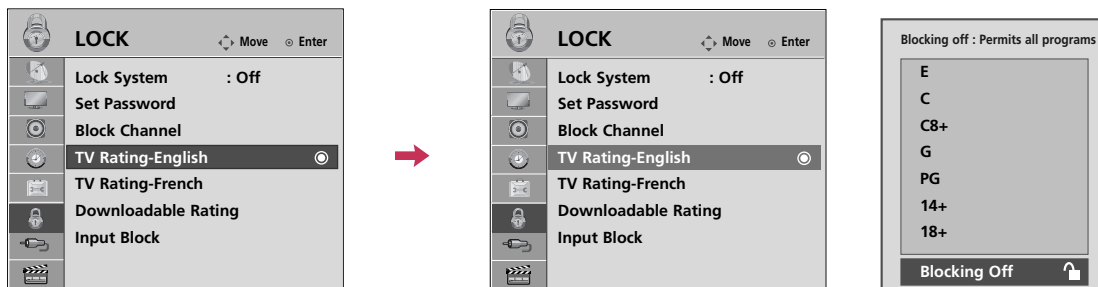 LOCK Move Enter
Lock System : Off
Set Password
Block Channel
TV Rating-English
TV Rating-French
Downloadable Rating
Input Block
LOCK Move Enter
Lock System : Off
Set Password
Block Channel
TV Rating-English
TV Rating-French
Downloadable Rating
Input Block
Blocking off : Permits all programs
E
C
C8+
G
PG
14+
18+
Blocking Off